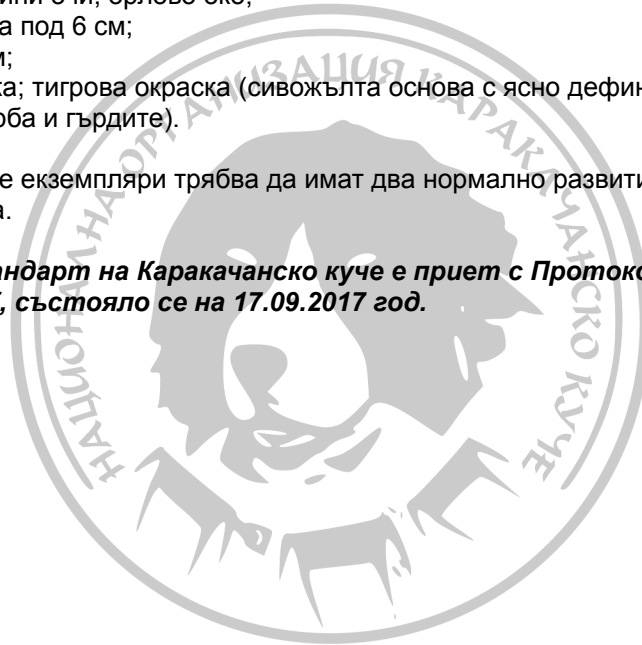 очи, орлово око;
а под 6 см;
м;
ка; тигрова окраска (сивожълта основа с ясно дефин
оба и гърдите).
е екземпляри трябва да имат два нормално развити
а.
андарт на Каракачанско куче е приет с Протоко
, състояло се на 17.09.2017 год.
НАЦИОНАЛНА ОРГАНИЗАЦИЯ КАРАКАЧАНСКО КУЧЕ